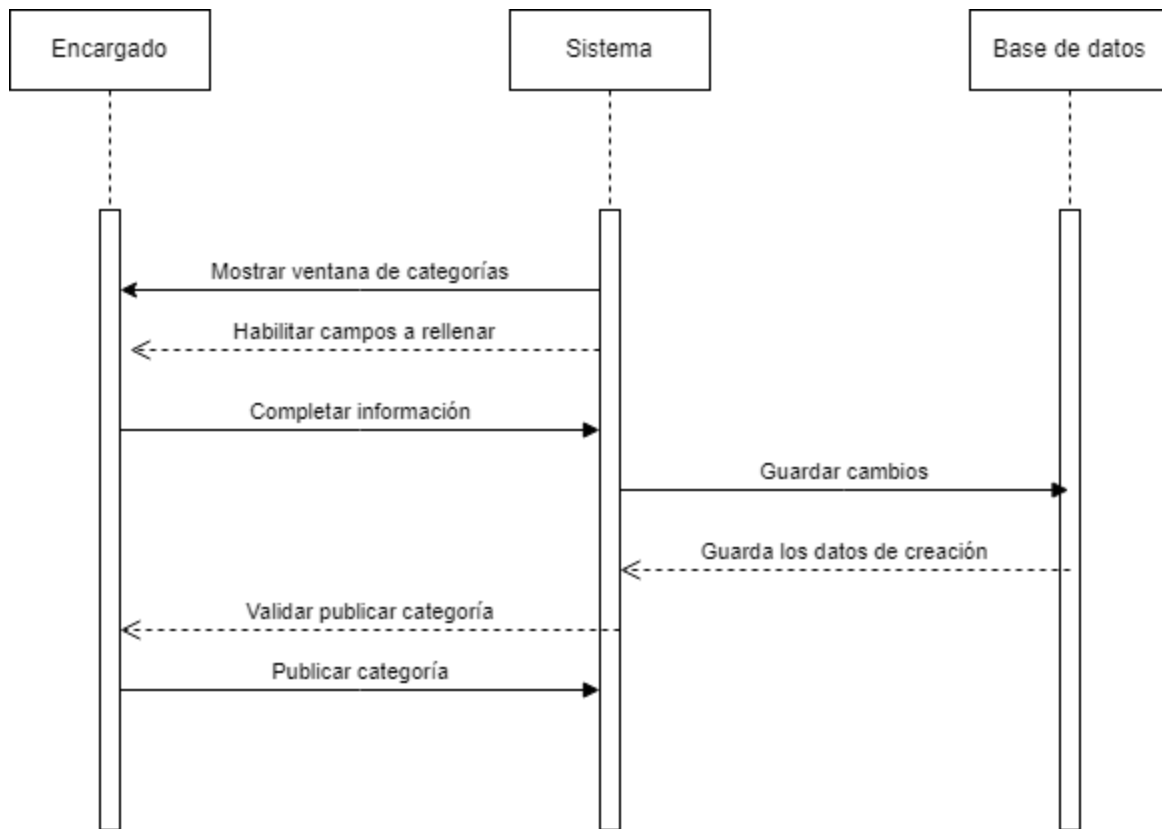 Encargado
Sistema
Base de datos
Mostrar ventana de categorías
Habilitar campos a rellenar
Completar información
Guardar cambios
Guarda los datos de creación
Validar publicar categoría
Publicar categoría